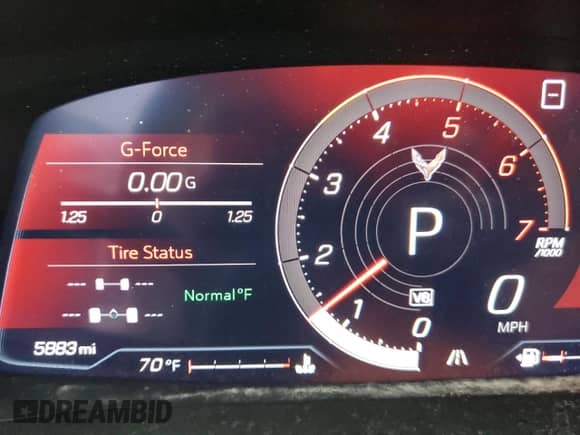 G-Force
0.00 G
1.25 0 1.25
Tire Status
--- ---
Normal°F
--- ---
5883 mi
70 °F
0
1
2
3
4
5
6
7
RPM
/1000
P
V8
0
MPH
DREAMBID